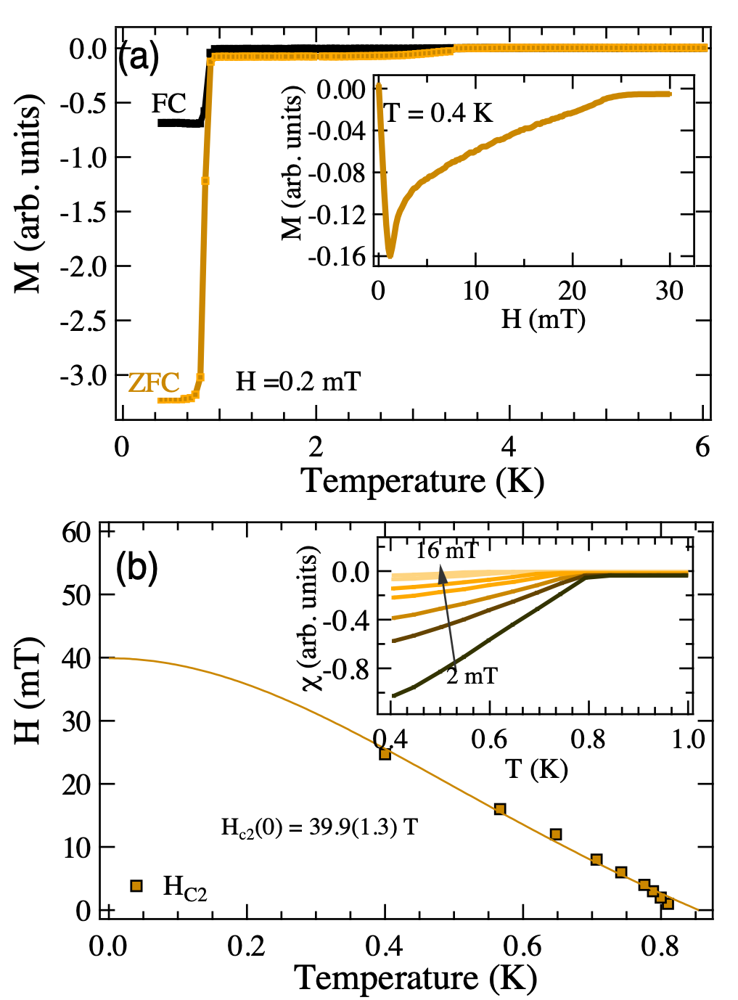 (a)
0.0
-0.5
-1.0
-1.5
-2.0
-2.5
-3.0
M (arb. units)
FC
ZFC
H =0.2 mT
0 2 4 6
Temperature (K)
0.00
-0.04
-0.08
-0.12
-0.16
M (arb. units)
T = 0.4 K
0 10 20 30
H (mT)
(b)
60
50
40
30
20
10
0
H (mT)
H_{c2}(0) = 39.9(1.3) T
H_{C2}
0.0 0.2 0.4 0.6 0.8
Temperature (K)
0.0
-0.4
-0.8
χ (arb. units)
16 mT
2 mT
0.4 0.6 0.8 1.0
T (K)